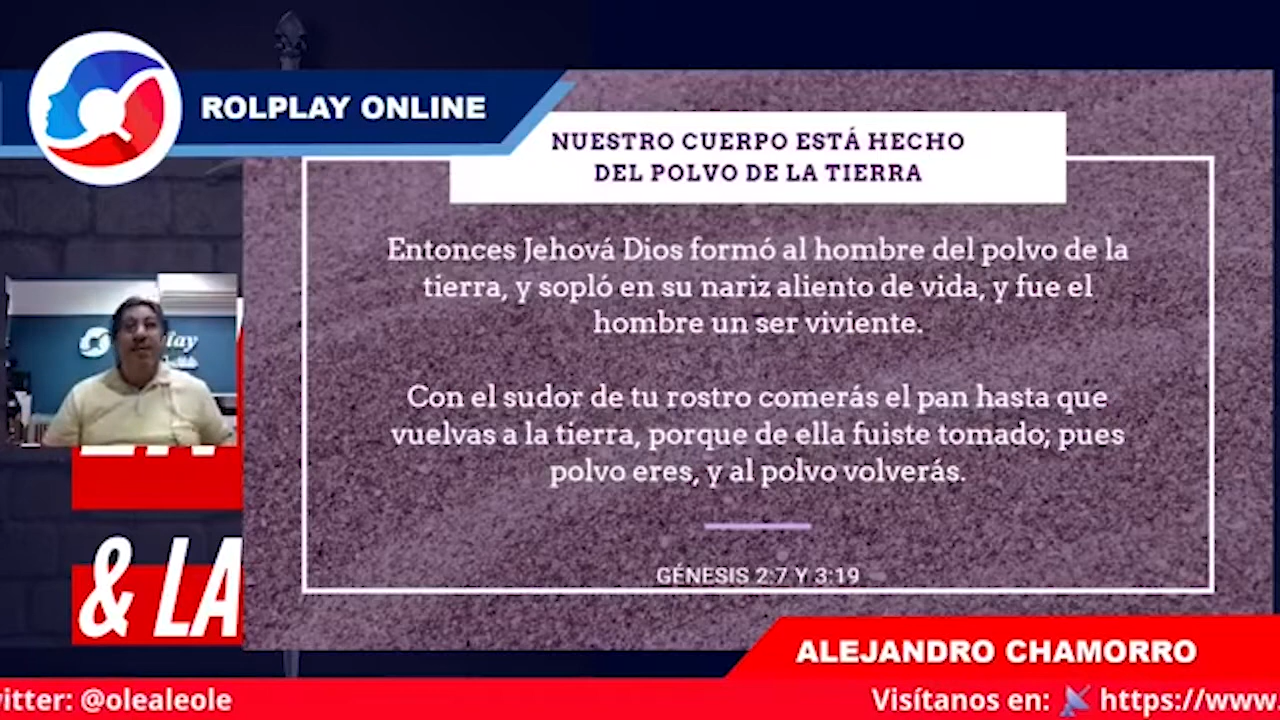 ROLPLAY ONLINE
NUESTRO CUERPO ESTÁ HECHO
DEL POLVO DE LA TIERRA
Entonces Jehová Dios formó al hombre del polvo de la
tierra, y sopló en su nariz aliento de vida, y fue el
hombre un ser viviente.
Con el sudor de tu rostro comerás el pan hasta que
vuelvas a la tierra, porque de ella fuiste tomado; pues
polvo eres, y al polvo volverás.
GÉNESIS 2:7 Y 3:19
& LA
ALEJANDRO CHAMORRO
itter: @olealeole
Visítanos en: https://www.